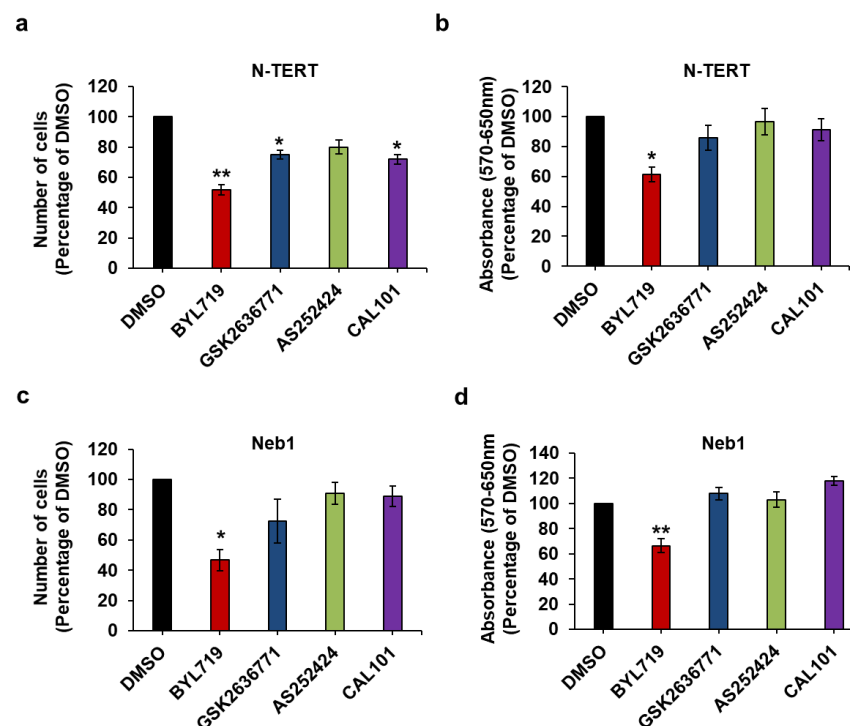 a
N-TERT
Number of cells
(Percentage of DMSO)
120
100
80
60
40
20
0
**
*
*
DMSO
BYL719
GSK2636771
AS252424
CAL101
b
N-TERT
Absorbance (570-650nm)
(Percentage of DMSO)
120
100
80
60
40
20
0
*
DMSO
BYL719
GSK2636771
AS252424
CAL101
c
Neb1
Number of cells
(Percentage of DMSO)
120
100
80
60
40
20
0
*
DMSO
BYL719
GSK2636771
AS252424
CAL101
d
Neb1
Absorbance (570-650nm
(Percentage of DMSO)
140
120
100
80
60
40
20
0
**
DMSO
BYL719
GSK2636771
AS252424
CAL101